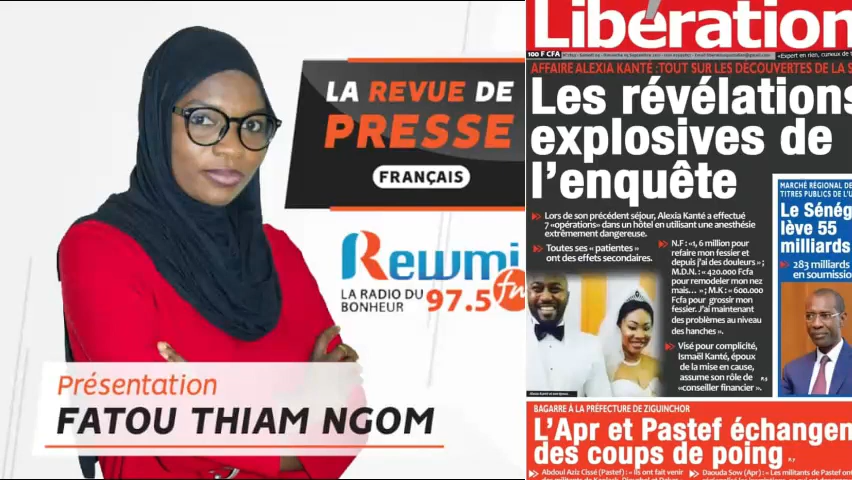 LA REVUE DE
PRESSE
FRANÇAIS
Rewmi
fm
LA RADIO DU
BONHEUR
97.5
Présentation
FATOU THIAM NGOM
Libération
100 F CFA
«Expert en rien, curieux de
AFFAIRE ALEXIA KANTÉ : TOUT SUR LES DÉCOUVERTES DE LA S
Les révélations
explosives de
l'enquête
Lors de son précédent séjour, Alexia Kanté a effectué
7 «opérations» dans un hôtel en utilisant une anesthésie
extrêmement dangereuse.
Toutes ses « patientes »
ont des effets secondaires.
N.F : «1, 6 million pour
refaire mon fessier et
depuis j'ai des douleurs» ;
M.D.N. : «420.000 Fcfa
pour remodeler mon nez
mais… » ; M.K : «600.000
Fcfa pour grossir mon
fessier. J'ai maintenant
des problèmes au niveau
des hanches ».
Visé pour complicité,
Ismaël Kanté, époux
de la mise en cause,
assume son rôle de
«conseiller financier ».
MARCHÉ RÉGIONAL DE
TITRES PUBLICS DE L'U
Le Sénég
lève 55
milliards
283 milliards
en soumissio
BAGARRE À LA PRÉFECTURE DE ZIGUINCHOR
L'Apr et Pastef échangen
des coups de poing
Abdoul Aziz Cissé (Pastef) : « Ils ont fait venir
Daouda Sow (Apr) : « Les militants de Pastef ont